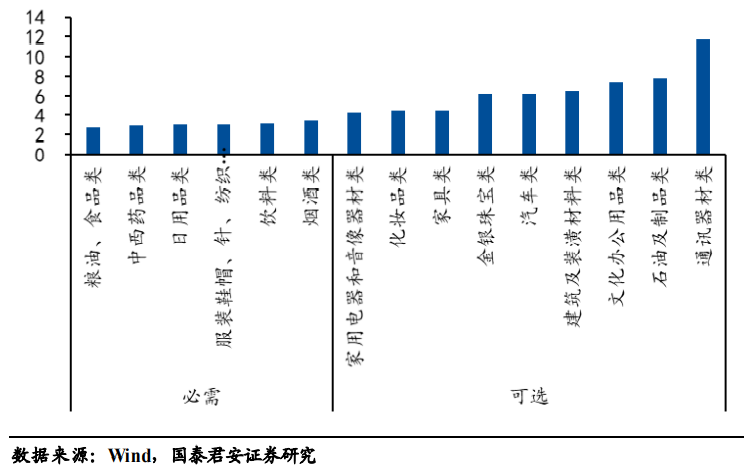 14
12
10
8
6
4
2
0
粮油、食品类
中西药品类
日用品类
服装鞋帽、针、纺织…
饮料类
烟酒类
家用电器和音像器材类
化妆品类
家具类
金银珠宝类
汽车类
建筑及装潢材料类
文化办公用品类
石油及制品类
通讯器材类
必需
可选
数据来源：Wind，国泰君安证券研究